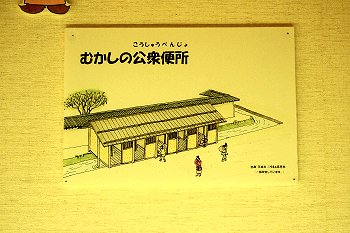 こうしゅうべんじょ
むかしの公衆便所